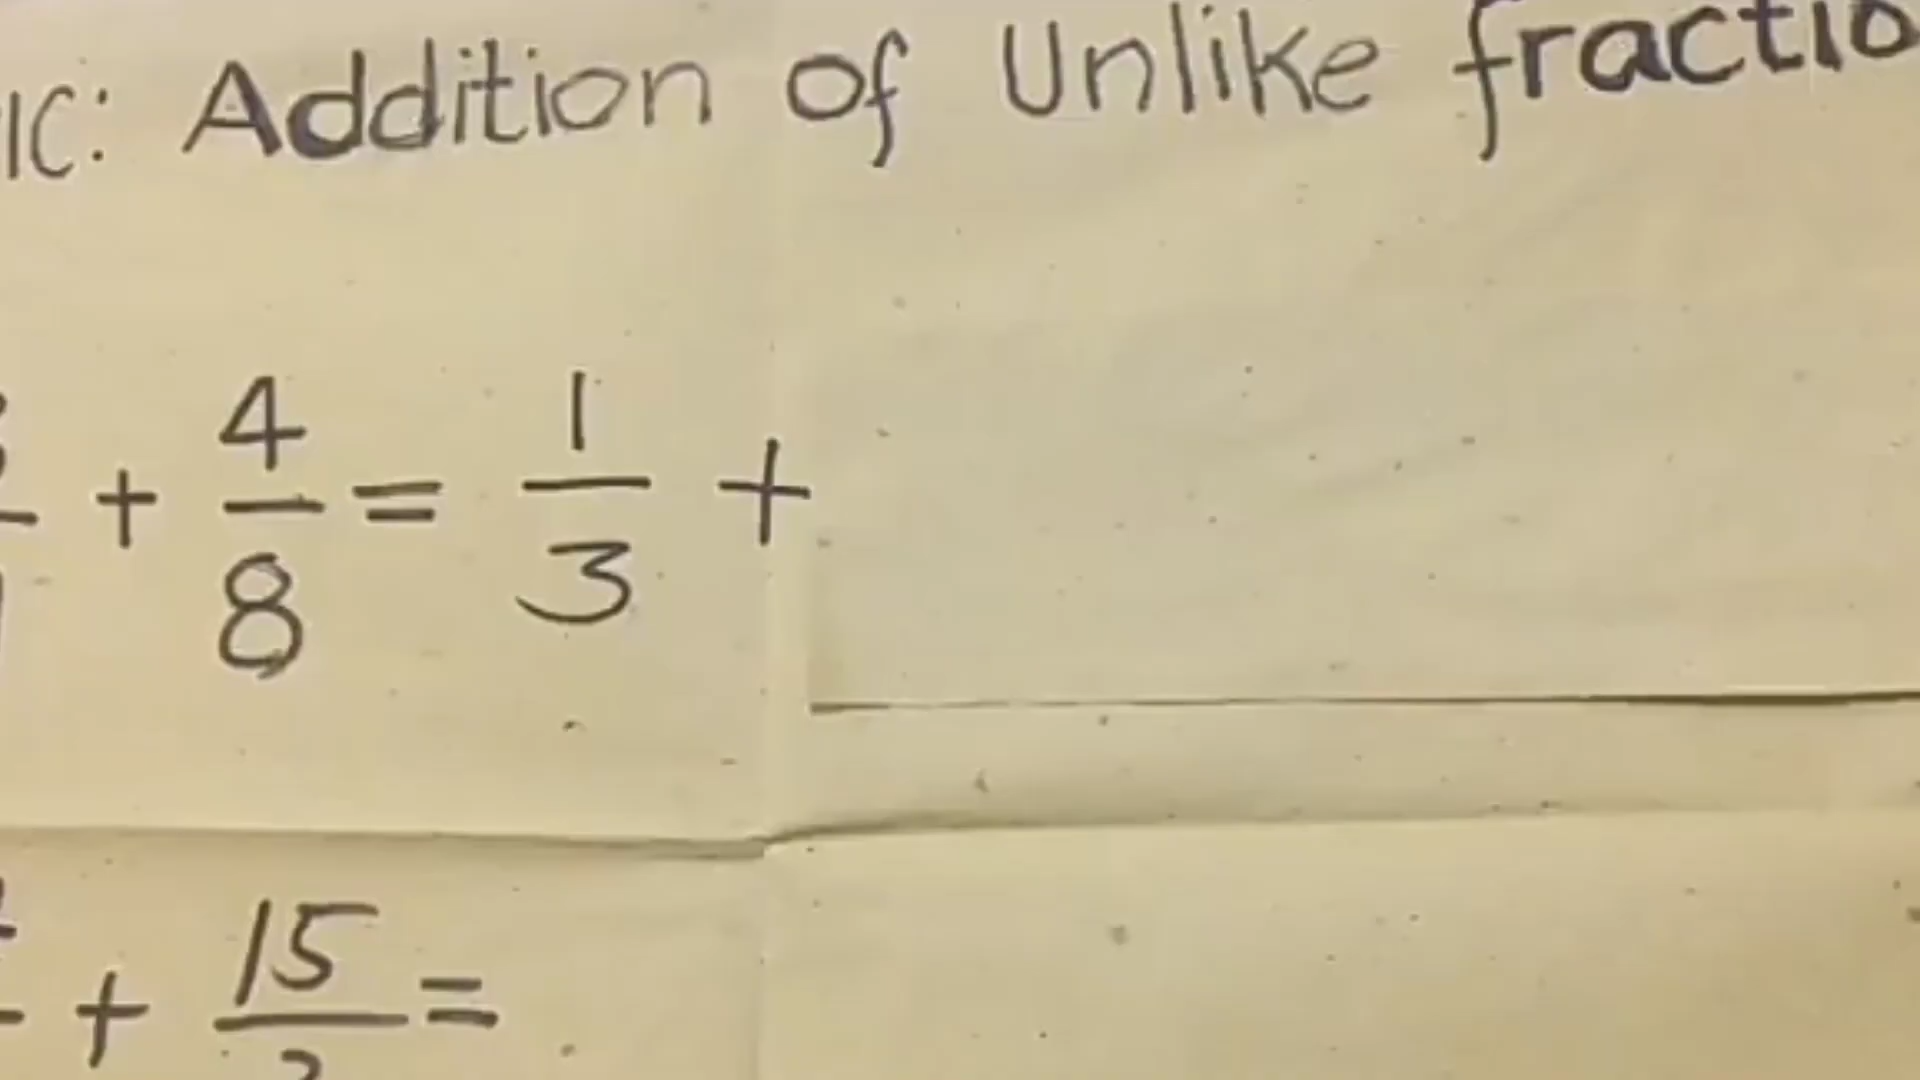 IC: Addition of Unlike fractio
+ 4/8 = 1/3 +
+ 15/ =